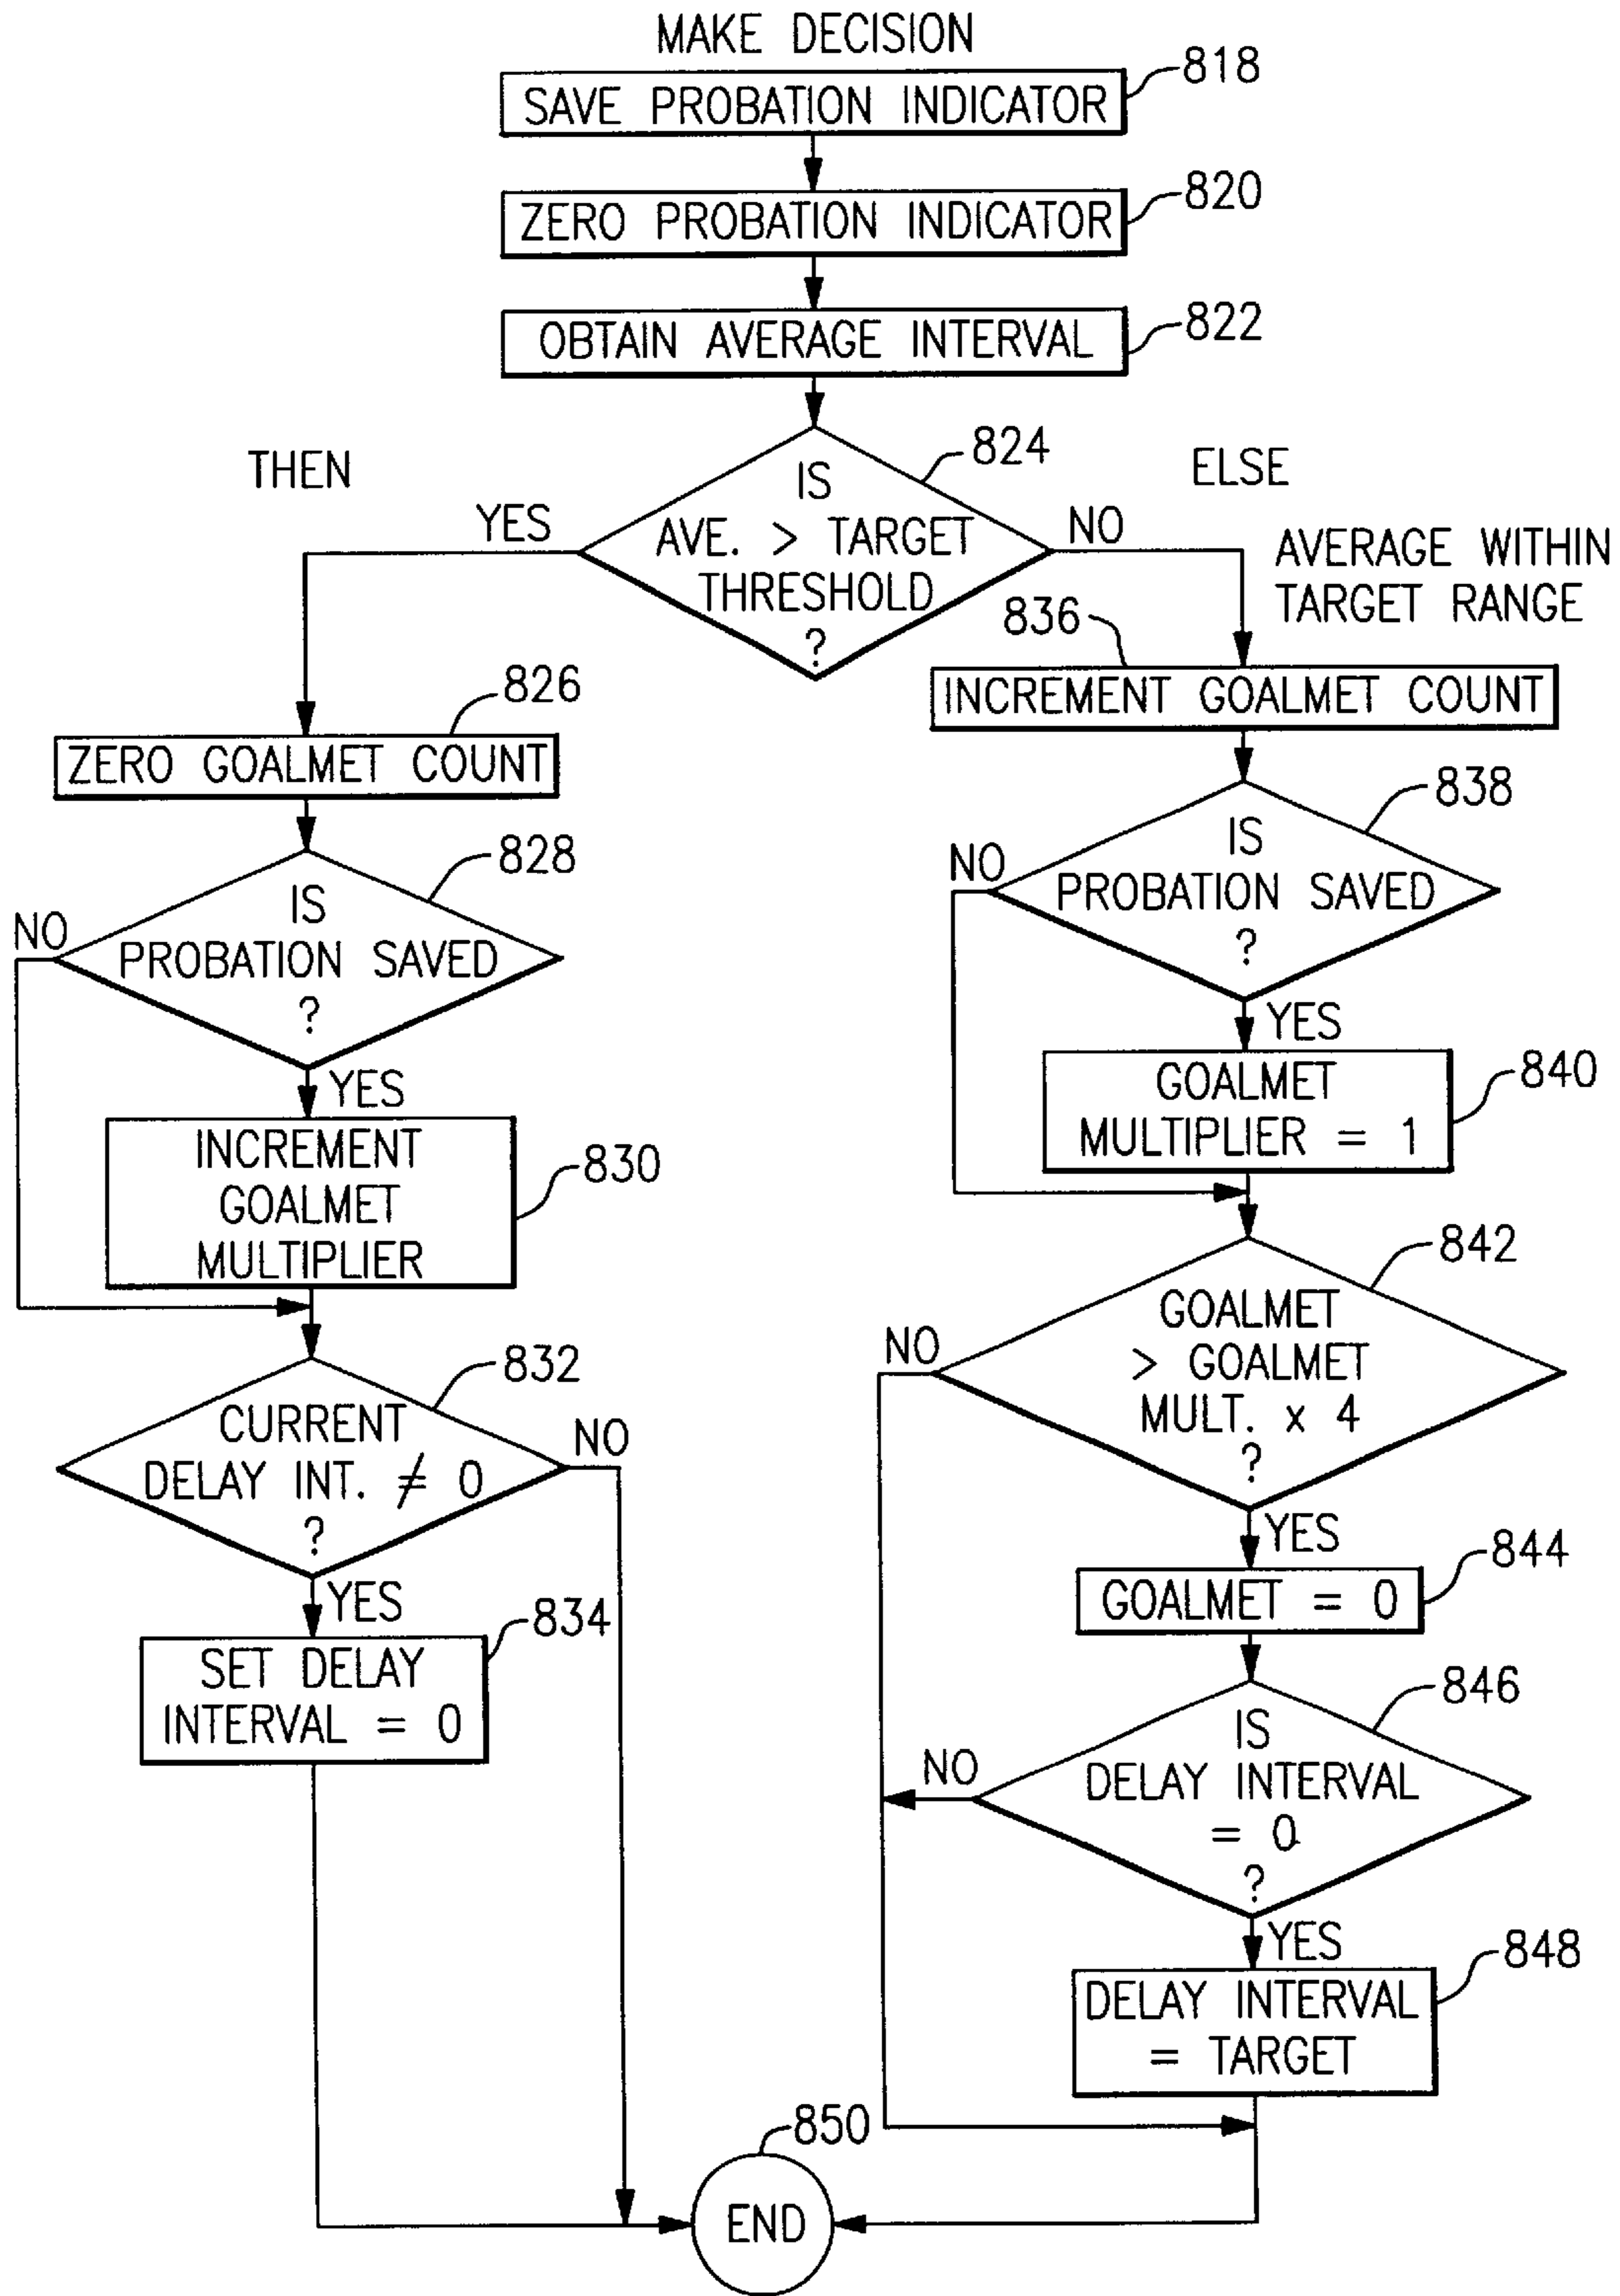 MAKE DECISION
818
SAVE PROBATION INDICATOR
820
ZERO PROBATION INDICATOR
822
OBTAIN AVERAGE INTERVAL
824
THEN
ELSE
IS
AVE. > TARGET
THRESHOLD
?
YES
NO
AVERAGE WITHIN
TARGET RANGE
826
ZERO GOALMET COUNT
828
IS
PROBATION SAVED
?
NO
YES
830
INCREMENT
GOALMET
MULTIPLIER
832
CURRENT
DELAY INT. ≠ 0
?
NO
YES
834
SET DELAY
INTERVAL = 0
836
INCREMENT GOALMET COUNT
838
IS
PROBATION SAVED
?
NO
YES
840
GOALMET
MULTIPLIER = 1
842
GOALMET
> GOALMET
MULT. x 4
?
NO
YES
844
GOALMET = 0
846
IS
DELAY INTERVAL
= 0
?
NO
YES
848
DELAY INTERVAL
= TARGET
850
END